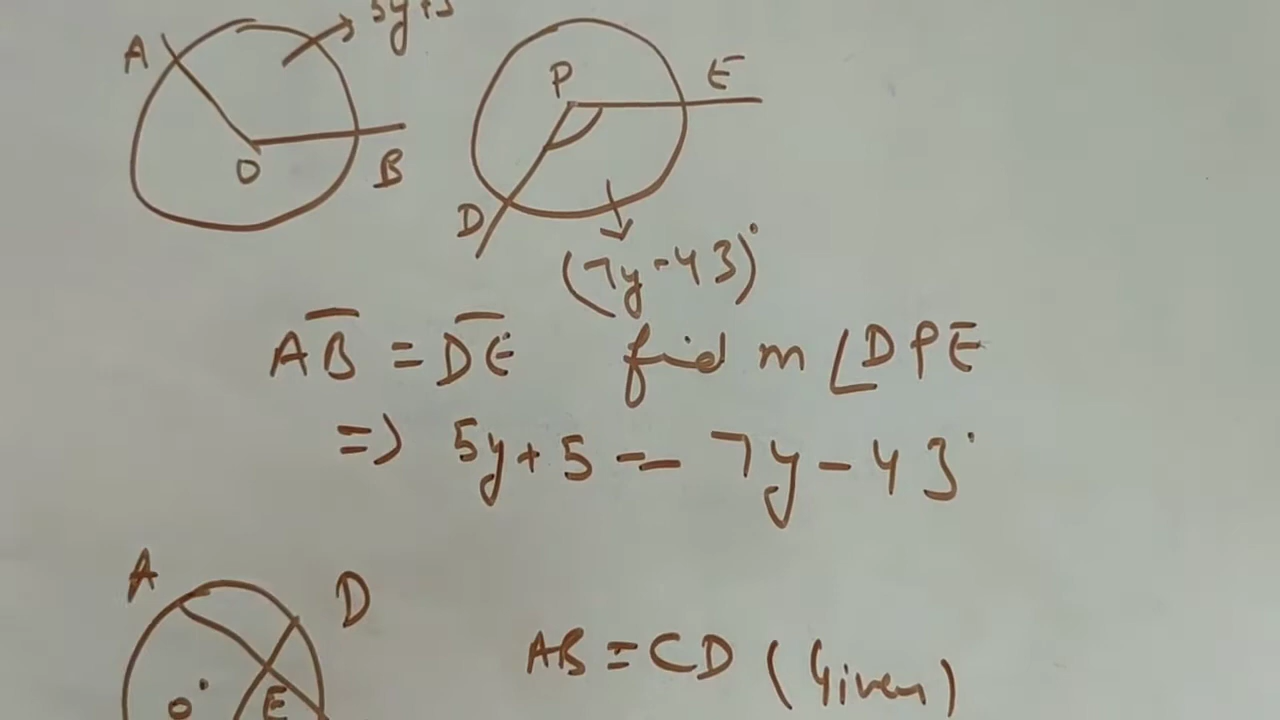 5y+5
A
P
E
O
B
D
(7y-43)°
AB = DE find m∠DPE
=> 5y+5 = 7y-43°
A
D
AB = CD (Given)
O
E